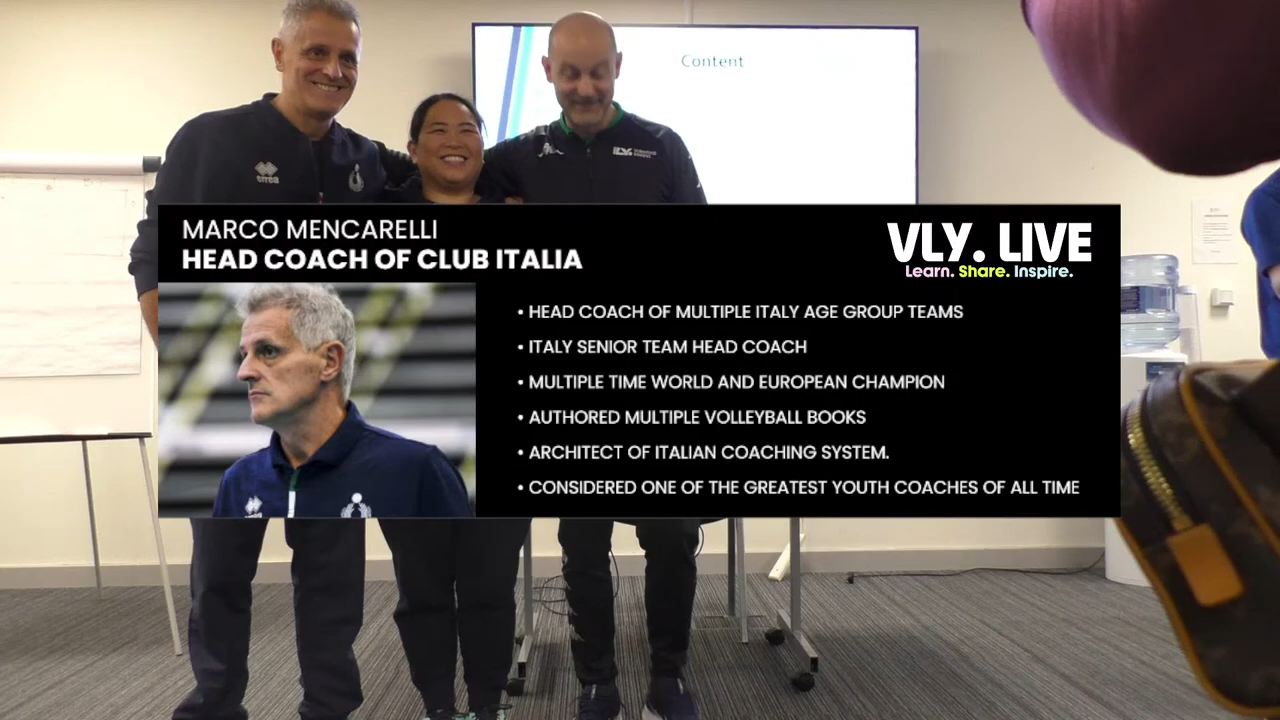 Content
errea
MARCO MENCARELLI
HEAD COACH OF CLUB ITALIA
VLY. LIVE
Learn. Share. Inspire.
• HEAD COACH OF MULTIPLE ITALY AGE GROUP TEAMS
• ITALY SENIOR TEAM HEAD COACH
• MULTIPLE TIME WORLD AND EUROPEAN CHAMPION
• AUTHORED MULTIPLE VOLLEYBALL BOOKS
• ARCHITECT OF ITALIAN COACHING SYSTEM.
• CONSIDERED ONE OF THE GREATEST YOUTH COACHES OF ALL TIME
errea